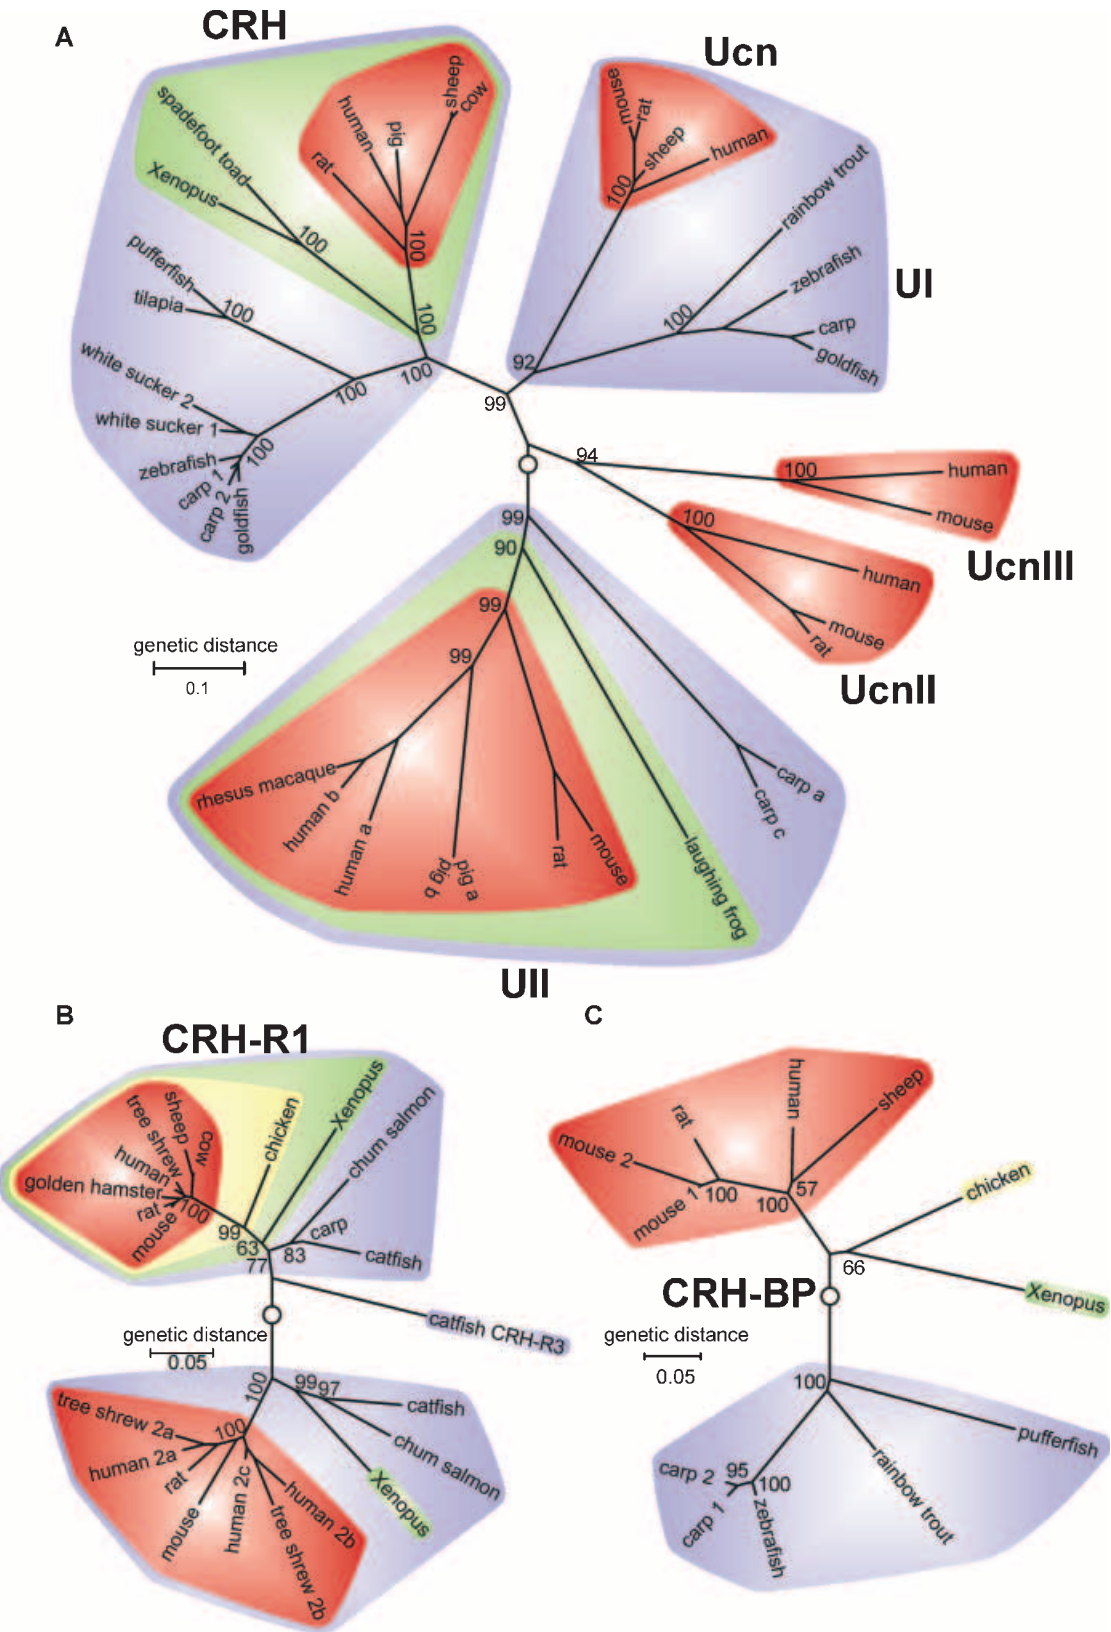 A
CRH
Ucn
sheep
cow
human
pig
rat
spadefoot toad
Xenopus
100
100
100
pufferfish
tilapia
100
white sucker 2
white sucker 1
zebrafish
carp 1
carp 2
goldfish
100
100
100
mouse
rat
sheep
human
100
rainbow trout
zebrafish
carp
goldfish
100
UI
92
99
94
100
human
mouse
UcnIII
100
human
mouse
rat
UcnII
99
90
99
99
genetic distance
0.1
rhesus macaque
human b
human a
pig b
pig a
rat
mouse
laughing frog
carp a
carp c
UII
B
CRH-R1
sheep
cow
tree shrew
human
golden hamster
rat
mouse
100
chicken
Xenopus
chum salmon
carp
catfish
99
63
77
83
catfish CRH-R3
genetic distance
0.05
100
99
97
catfish
chum salmon
Xenopus
tree shrew 2a
human 2a
rat
mouse
human 2c
tree shrew 2b
human 2b
100
C
human
sheep
rat
mouse 2
mouse 1
100
100
57
chicken
66
Xenopus
CRH-BP
genetic distance
0.05
100
pufferfish
rainbow trout
carp 2
95
100
carp 1
zebrafish